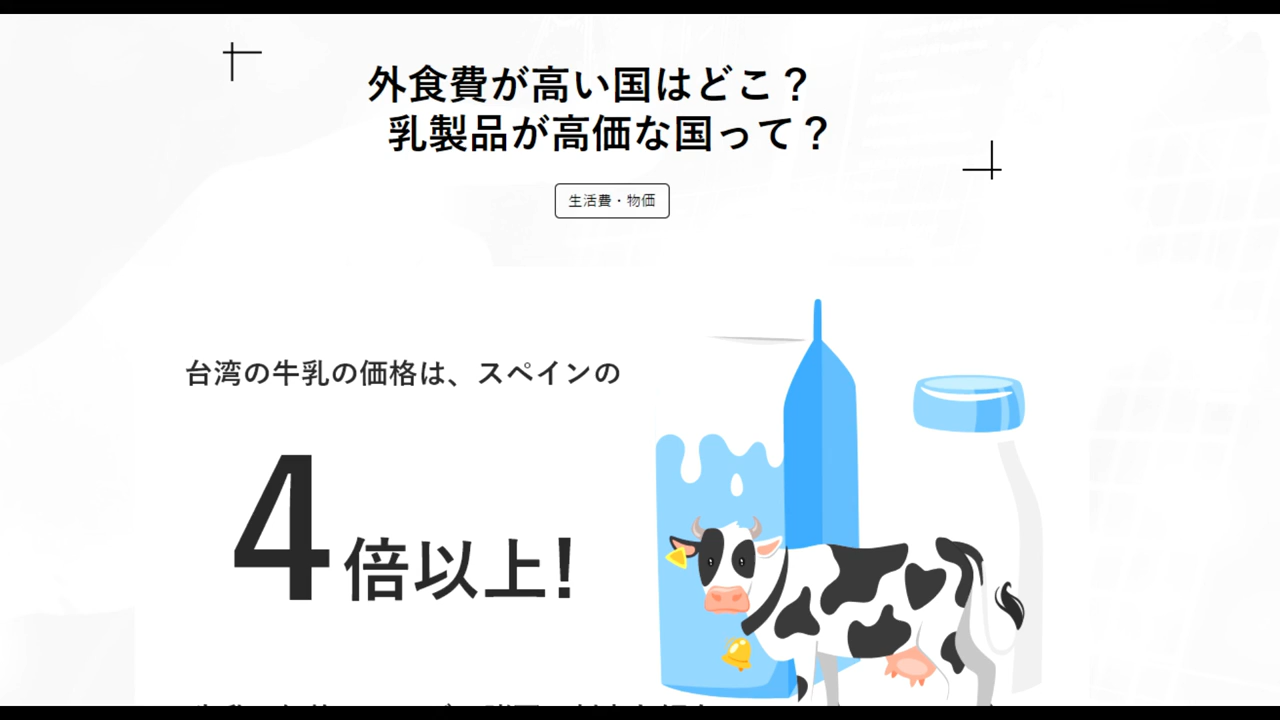 外食費が高い国はどこ？
乳製品が高価な国って？
生活費・物価
台湾の牛乳の価格は、スペインの
4倍以上!